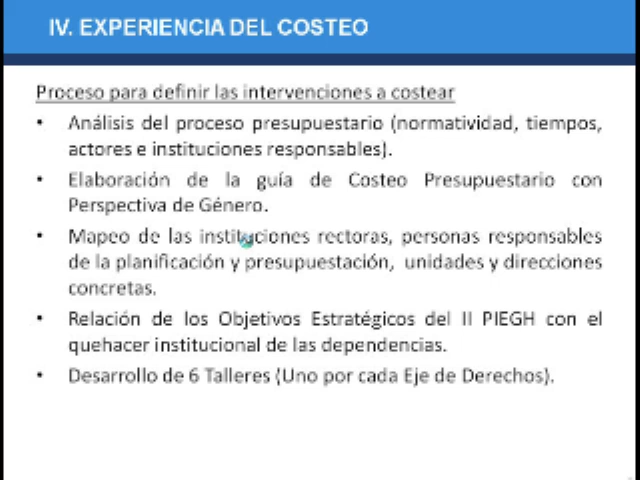 IV. EXPERIENCIA DEL COSTEO
Proceso para definir las intervenciones a costear
• Análisis del proceso presupuestario (normatividad, tiempos,
actores e instituciones responsables).
• Elaboración de la guía de Costeo Presupuestario con
Perspectiva de Género.
• Mapeo de las instituciones rectoras, personas responsables
de la planificación y presupuestación, unidades y direcciones
concretas.
• Relación de los Objetivos Estratégicos del II PIEGH con el
quehacer institucional de las dependencias.
• Desarrollo de 6 Talleres (Uno por cada Eje de Derechos).